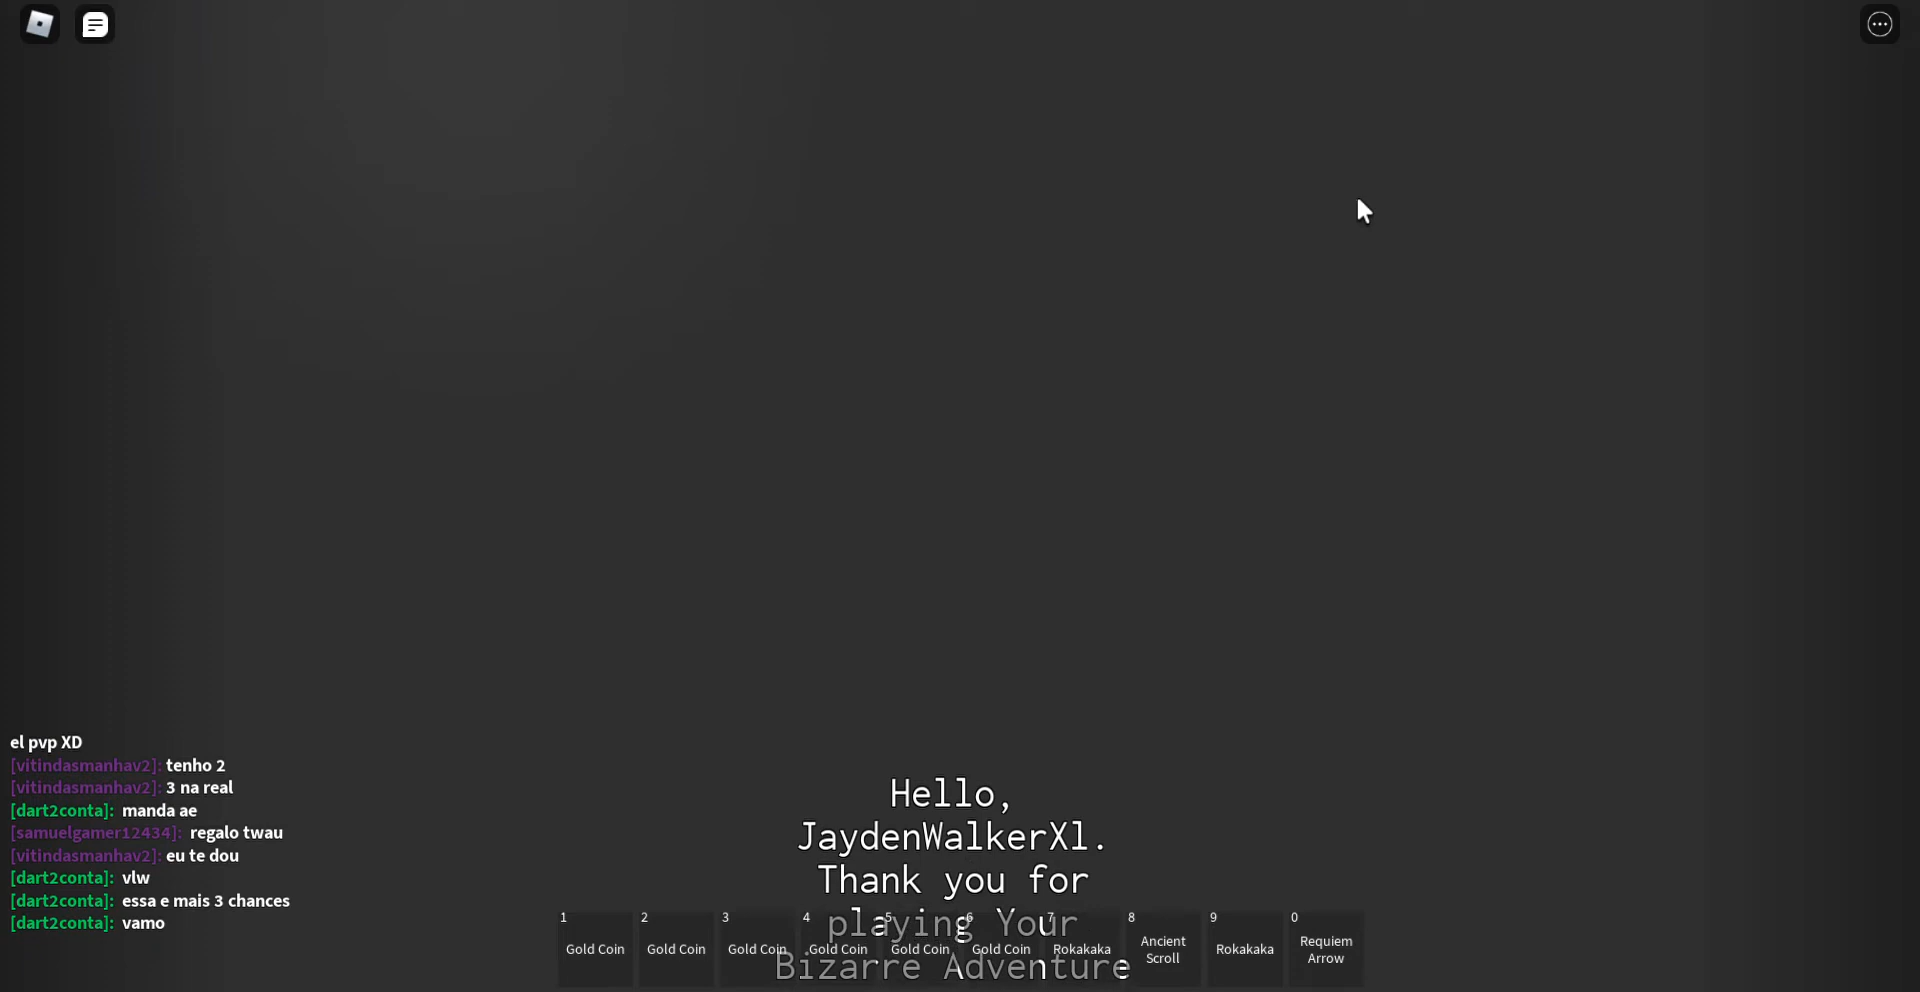 el pvp XD
[vitindasmanhav2]: tenho 2
[vitindasmanhav2]: 3 na real
[dart2conta]: manda ae
[samuelgamer12434]: regalo twau
[vitindasmanhav2]: eu te dou
[dart2conta]: vlw
[dart2conta]: essa e mais 3 chances
[dart2conta]: vamo
Hello,
JaydenWalkerXl.
Thank you for
playing Your
Bizarre Adventure
1 2 3 4 5 6 7 8 9 0
Gold Coin Gold Coin Gold Coin Gold Coin Gold Coin Gold Coin Rokakaka Ancient Scroll Rokakaka Requiem Arrow